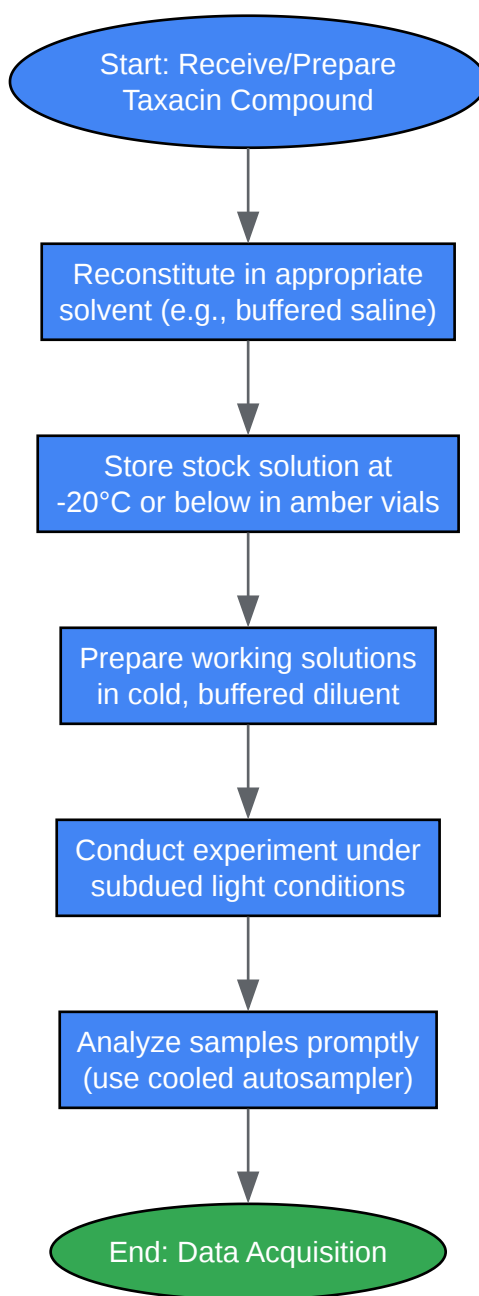 Start: Receive/Prepare
Taxacin Compound
Reconstitute in appropriate
solvent (e.g., buffered saline)
Store stock solution at
-20°C or below in amber vials
Prepare working solutions
in cold, buffered diluent
Conduct experiment under
subdued light conditions
Analyze samples promptly
(use cooled autosampler)
End: Data Acquisition